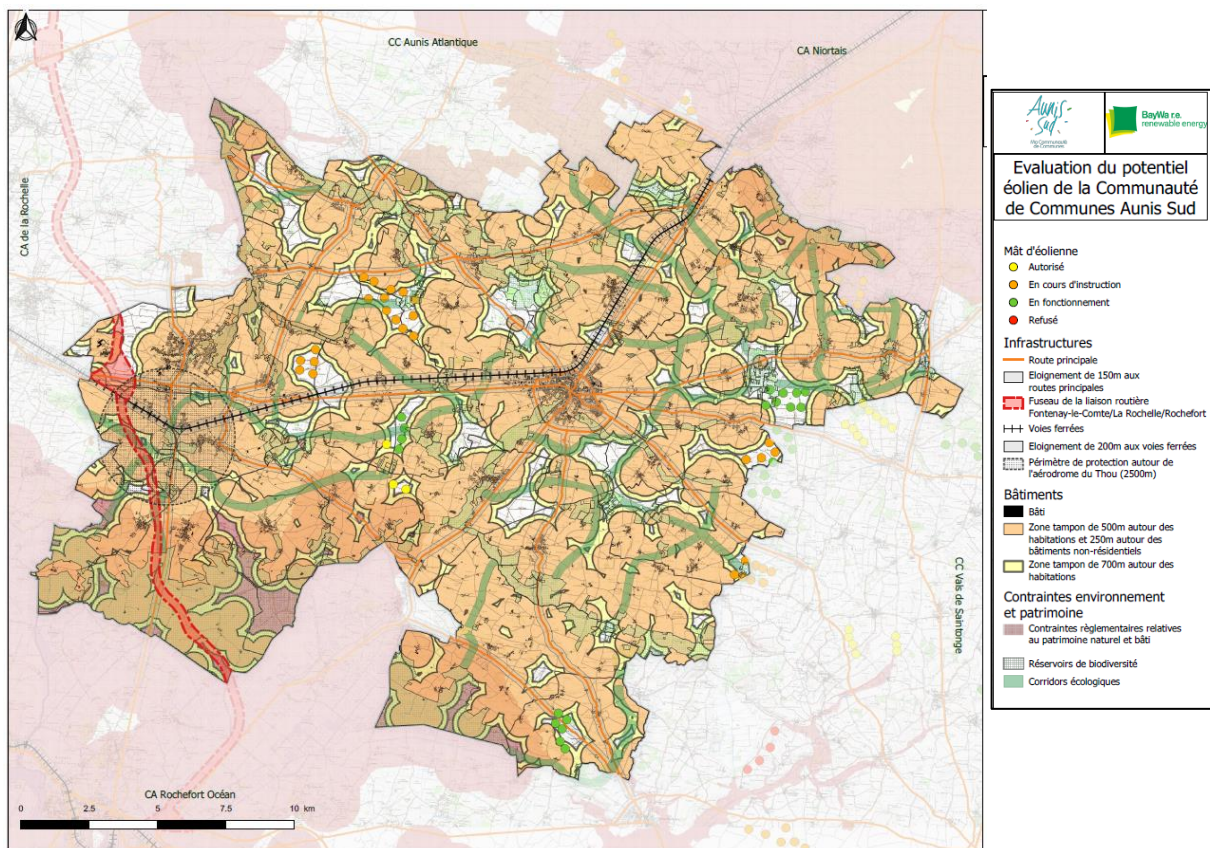 CC Aunis Atlantique
CA Niortais
CA de la Rochelle
CC Vals de Saintonge
CA Rochefort Océan
0 2.5 5 7.5 10 km
Aunis
Sud
Ma Communauté
de Communes
BayWa r.e.
renewable energy
Evaluation du potentiel
éolien de la Communauté
de Communes Aunis Sud
Mât d'éolienne
Autorisé
En cours d'instruction
En fonctionnement
Refusé
Infrastructures
Route principale
Eloignement de 150m aux
routes principales
Fuseau de la liaison routière
Fontenay-le-Comte/La Rochelle/Rochefort
Voies ferrées
Eloignement de 200m aux voies ferrées
Périmètre de protection autour de
l'aérodrome du Thou (2500m)
Bâtiments
Bâti
Zone tampon de 500m autour des
habitations et 250m autour des
bâtiments non-résidentiels
Zone tampon de 700m autour des
habitations
Contraintes environnement
et patrimoine
Contraintes règlementaires relatives
au patrimoine naturel et bâti
Réservoirs de biodiversité
Corridors écologiques